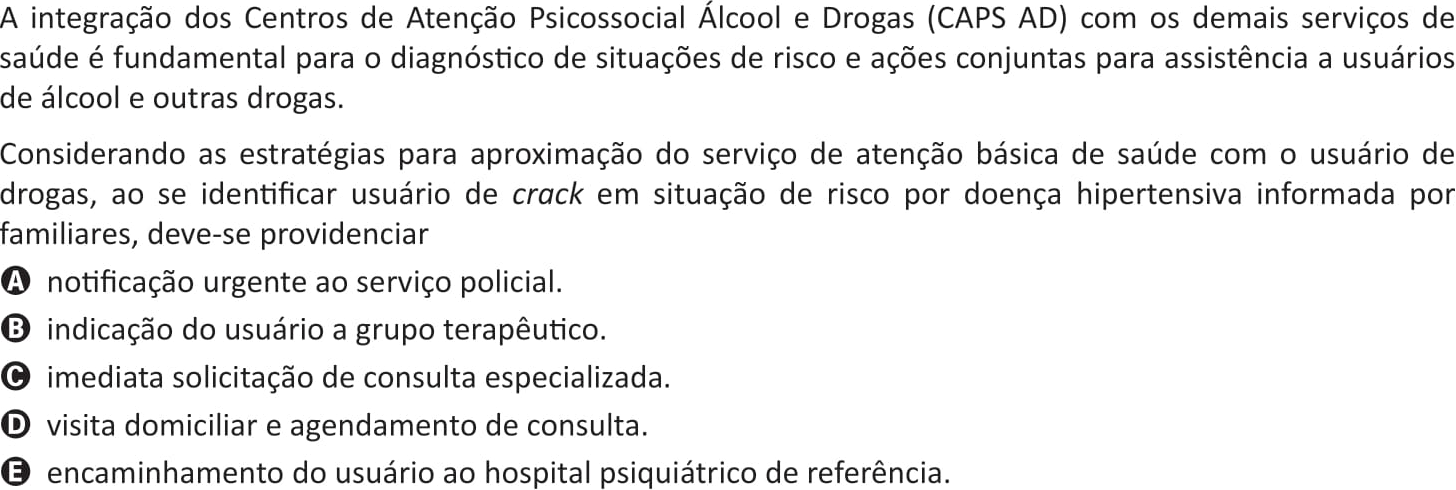 A integração dos Centros de Atenção Psicossocial Álcool e Drogas (CAPS AD) com os demais serviços de
saúde é fundamental para o diagnóstico de situações de risco e ações conjuntas para assistência a usuários
de álcool e outras drogas.
Considerando as estratégias para aproximação do serviço de atenção básica de saúde com o usuário de
drogas, ao se identificar usuário de crack em situação de risco por doença hipertensiva informada por
familiares, deve-se providenciar
A notificação urgente ao serviço policial.
B indicação do usuário a grupo terapêutico.
C imediata solicitação de consulta especializada.
D visita domiciliar e agendamento de consulta.
E encaminhamento do usuário ao hospital psiquiátrico de referência.